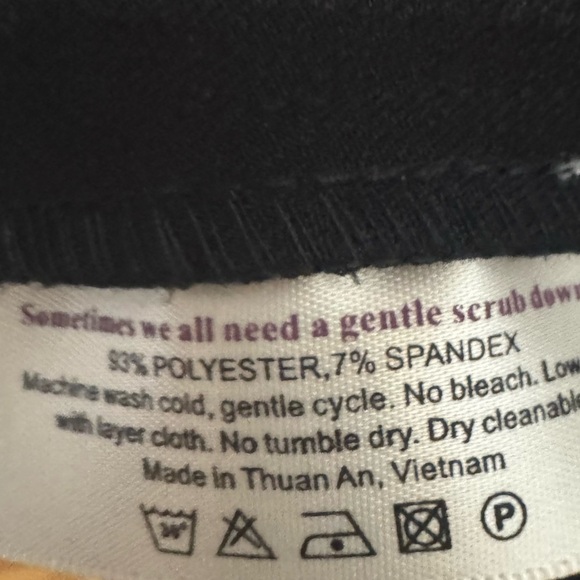 Sometimes we all need a gentle scrub down
93% POLYESTER,7% SPANDEX
Machine wash cold, gentle cycle. No bleach. Low
with layer cloth. No tumble dry. Dry cleanable
Made in Thuan An, Vietnam
30° P